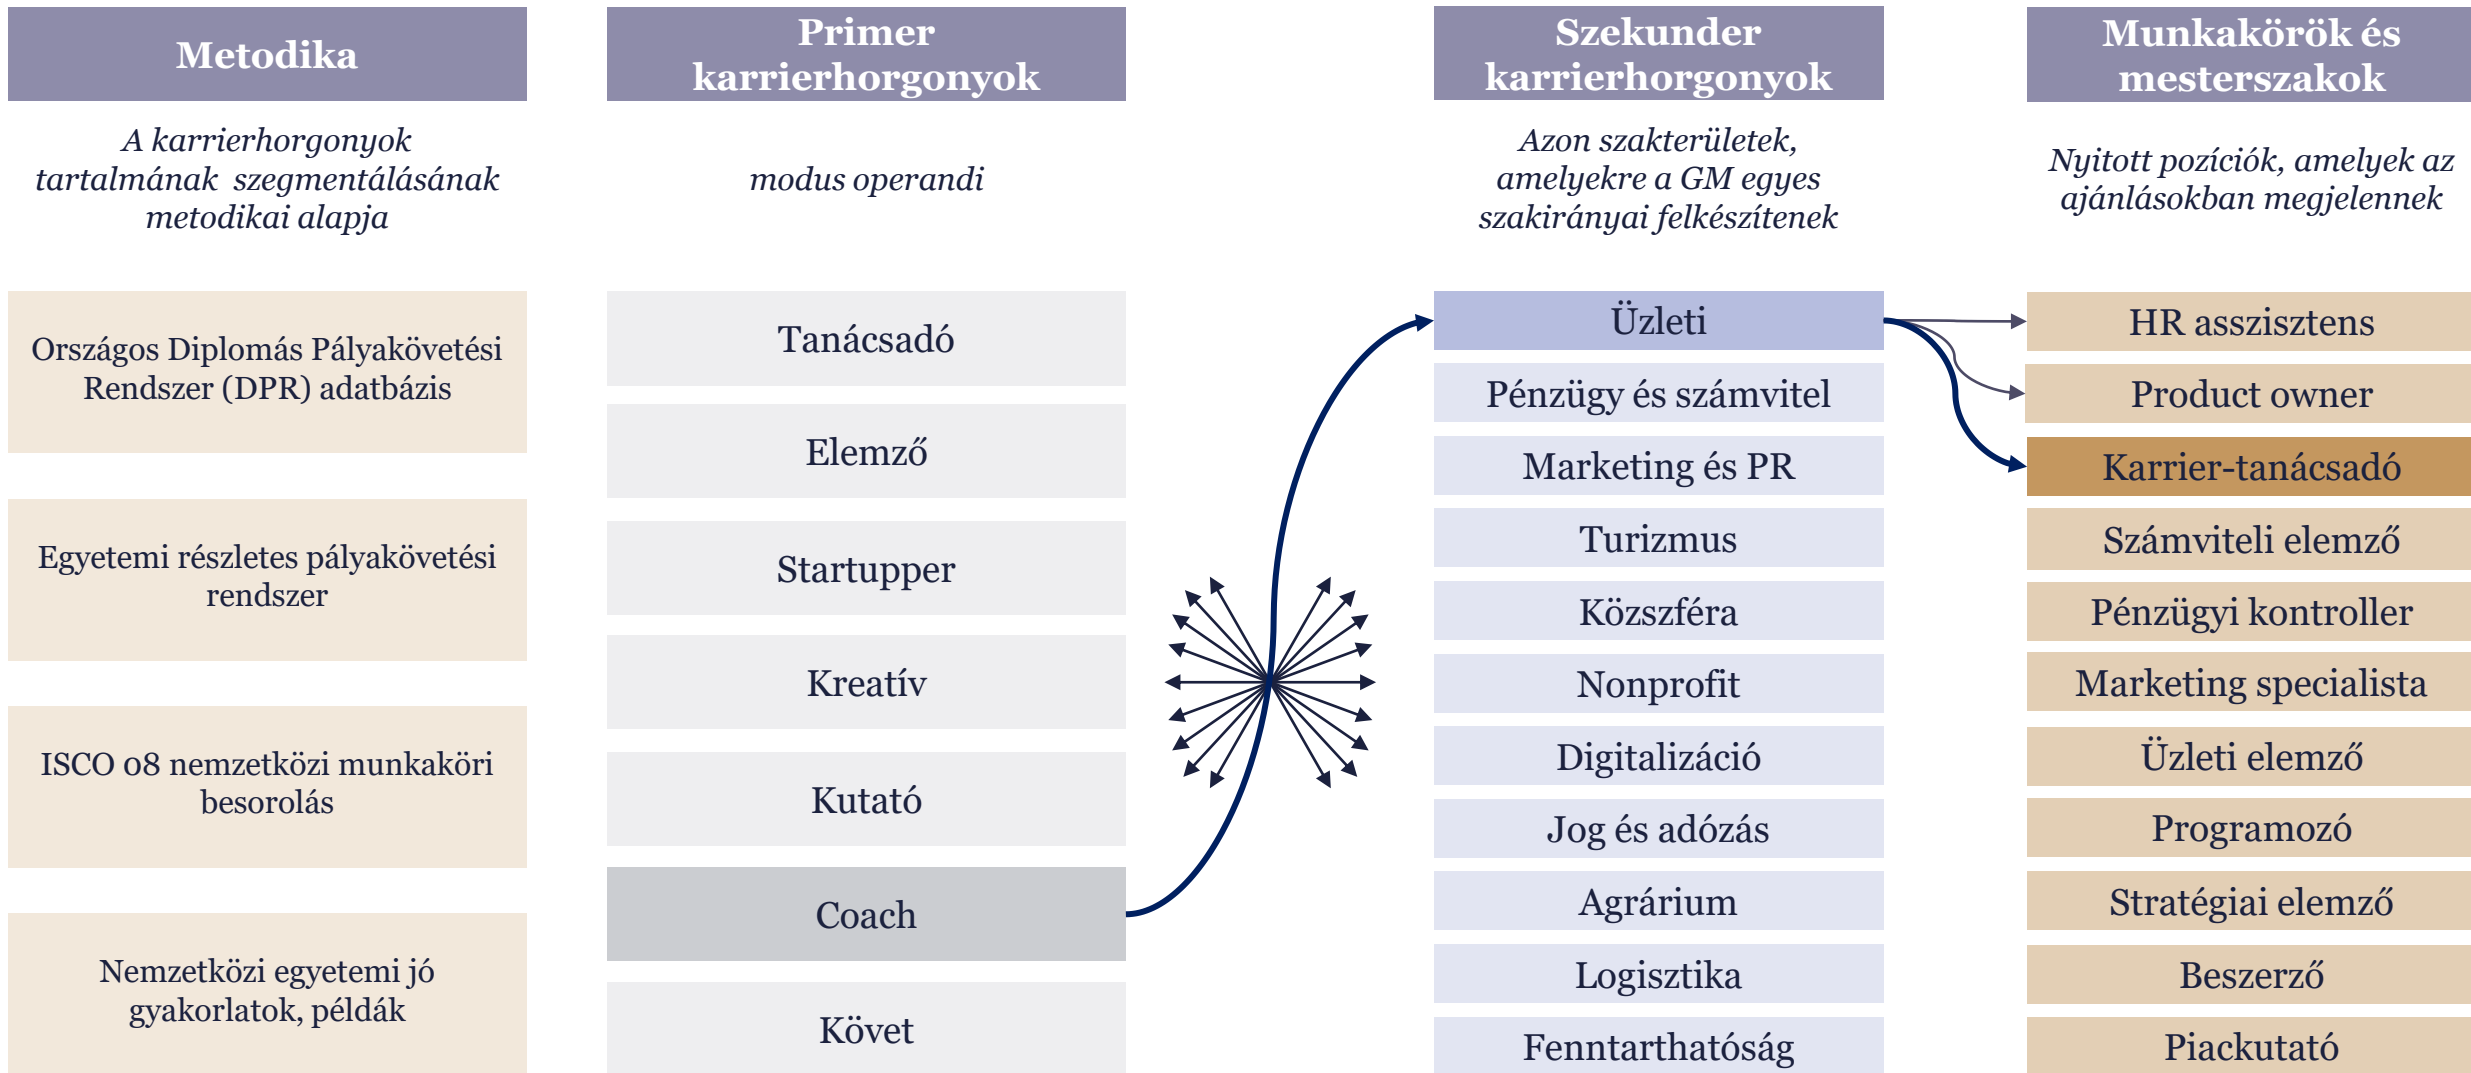 Metodika
A karrierhorgonyok
tartalmának szegmentálásának
metodikai alapja
Országos Diplomás Pályakövetési
Rendszer (DPR) adatbázis
Egyetemi részletes pályakövetési
rendszer
ISCO 08 nemzetközi munkaköri
besorolás
Nemzetközi egyetemi jó
gyakorlatok, példák
Primer
karrierhorgonyok
modus operandi
Tanácsadó
Elemző
Startupper
Kreatív
Kutató
Coach
Követ
Szekunder
karrierhorgonyok
Azon szakterületek,
amelyekre a GM egyes
szakirányai felkészítenek
Üzleti
Pénzügy és számvitel
Marketing és PR
Turizmus
Közszféra
Nonprofit
Digitalizáció
Jog és adózás
Agrárium
Logisztika
Fenntarthatóság
Munkakörök és
mesterszakok
Nyitott pozíciók, amelyek az
ajánlásokban megjelennek
HR asszisztens
Product owner
Karrier-tanácsadó
Számviteli elemző
Pénzügyi kontroller
Marketing specialista
Üzleti elemző
Programozó
Stratégiai elemző
Beszerző
Piackutató